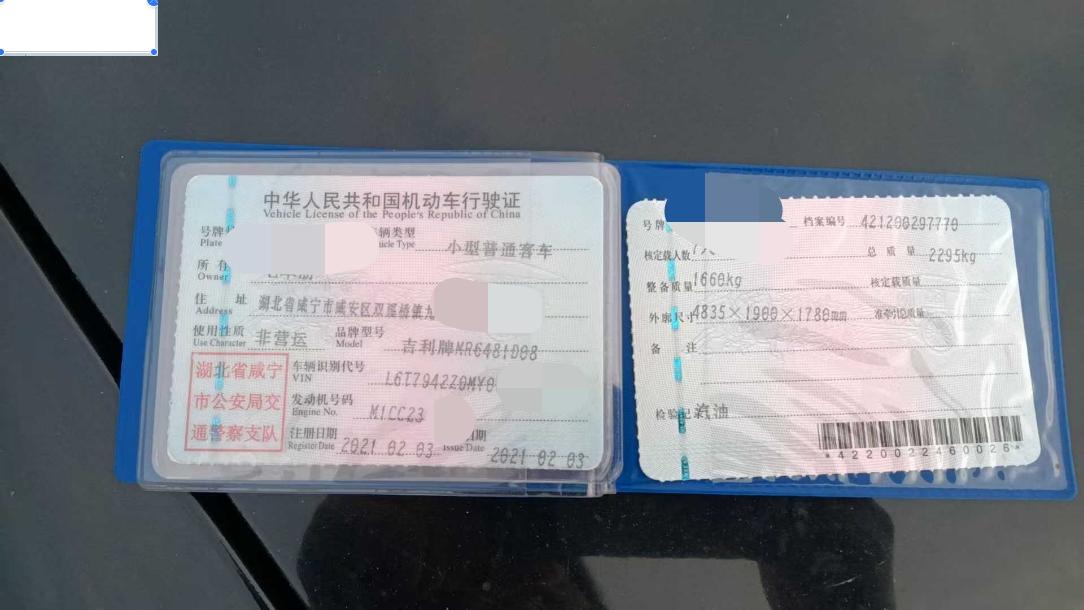 中华人民共和国机动车行驶证
Vehicle License of the People's Republic of China
号牌
Plate
车辆类型
Vehicle Type
小型普通客车
所有
Owner
住 址
Address
湖北省咸宁市咸安区双溪桥镇九
使用性质
Use Character
非营运
品牌型号
Model
吉利牌MR6481D08
湖北省咸宁
市公安局交
通警察支队
车辆识别代号
VIN
L6T7942Z0MY0
发动机号码
Engine No.
M1CC23
注册日期
Register Date
2021 02 03
日期
Issue Date
2021 02 03
号牌
档案编号
421200297770
核定载人数
总 质 量
2295kg
整备质量
1660kg
核定载质量
外廓尺寸
4835×1900×1780mm
准牵引总质量
备 注
检验记
汽油
*4220022460026*